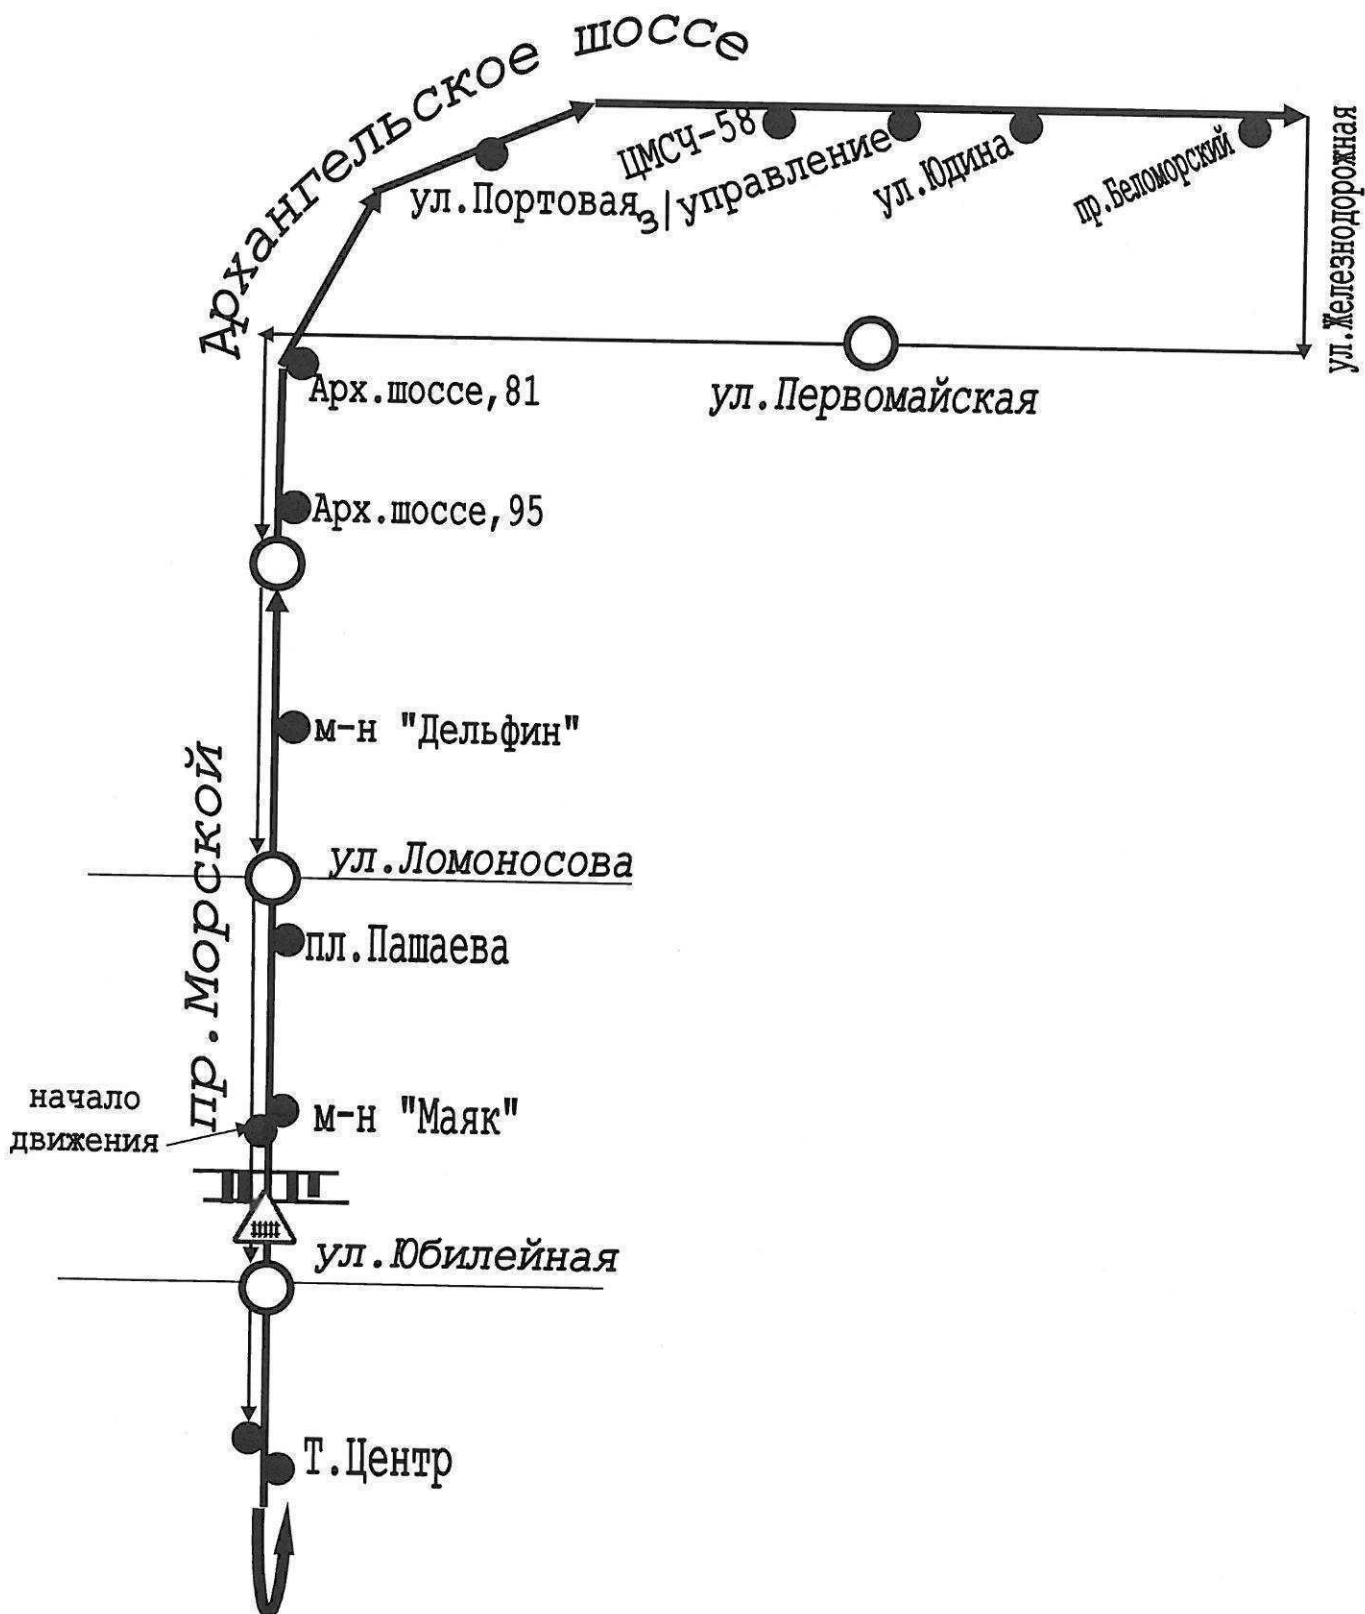 Архангельское шоссе
ЦМСЧ-58
з/управление
ул.Юдина
пр.Беломорский
ул.Железнодорожная
ул.Портовая
Арх.шоссе,81
ул.Первомайская
Арх.шоссе,95
м-н "Дельфин"
пр.Морской
ул.Ломоносова
пл.Пашаева
начало
движения
м-н "Маяк"
ул.Юбилейная
Т.Центр